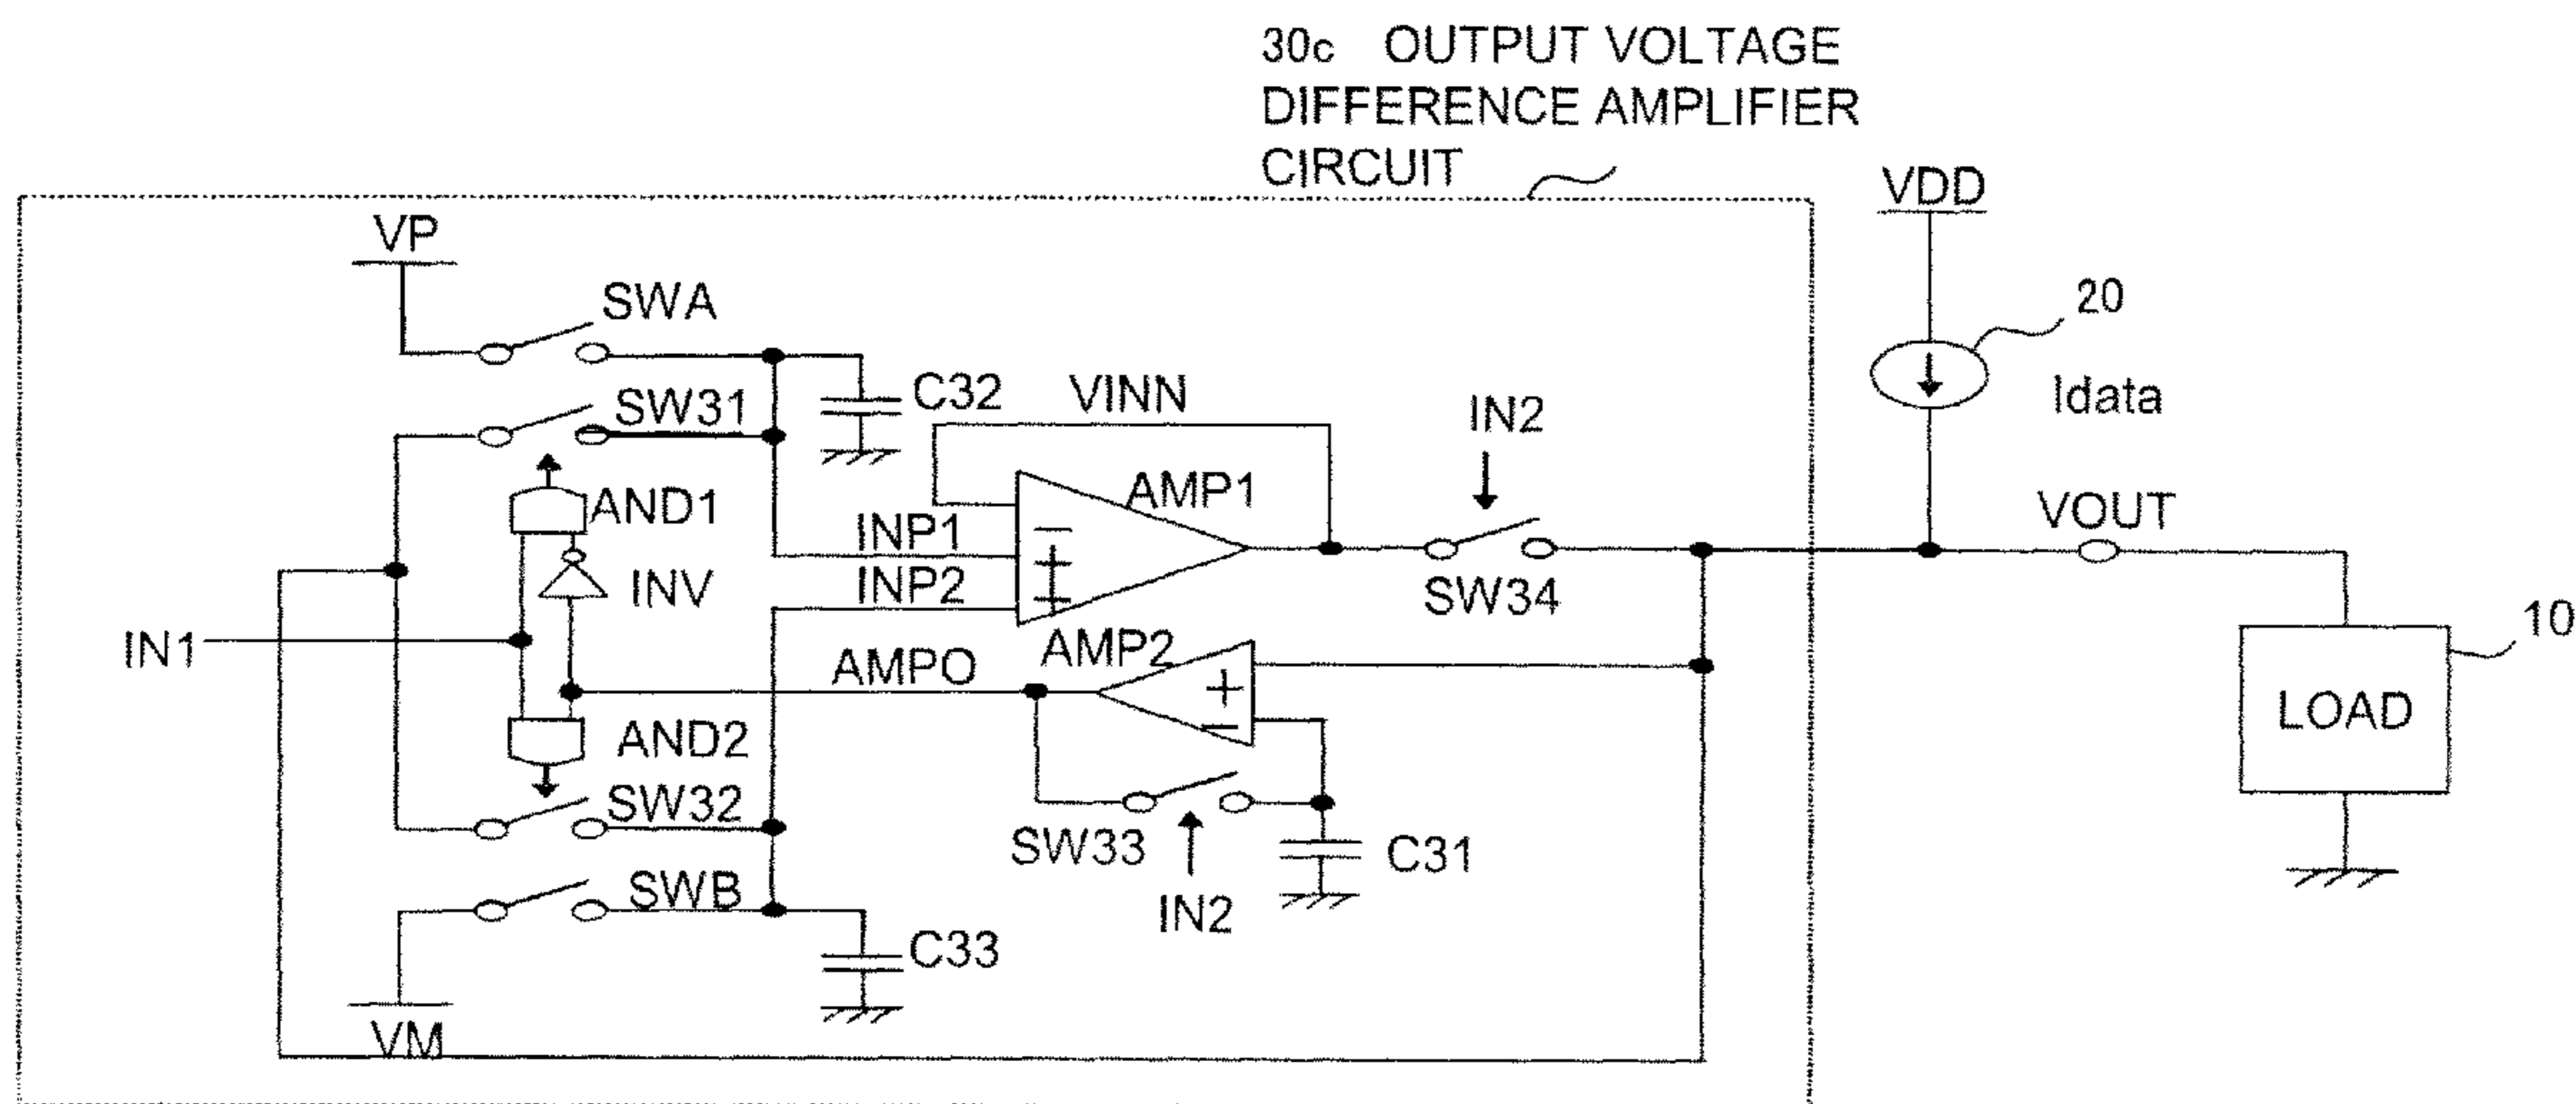 30c OUTPUT VOLTAGE
DIFFERENCE AMPLIFIER
CIRCUIT
VDD
VP
SWA
20
SW31
C32
VINN
IN2
Idata
AND1
AMP1
INP1
VOUT
INP2
INV
SW34
10
IN1
AMPO
AMP2
LOAD
AND2
SW32
SW33
C31
SWB
IN2
C33
VM